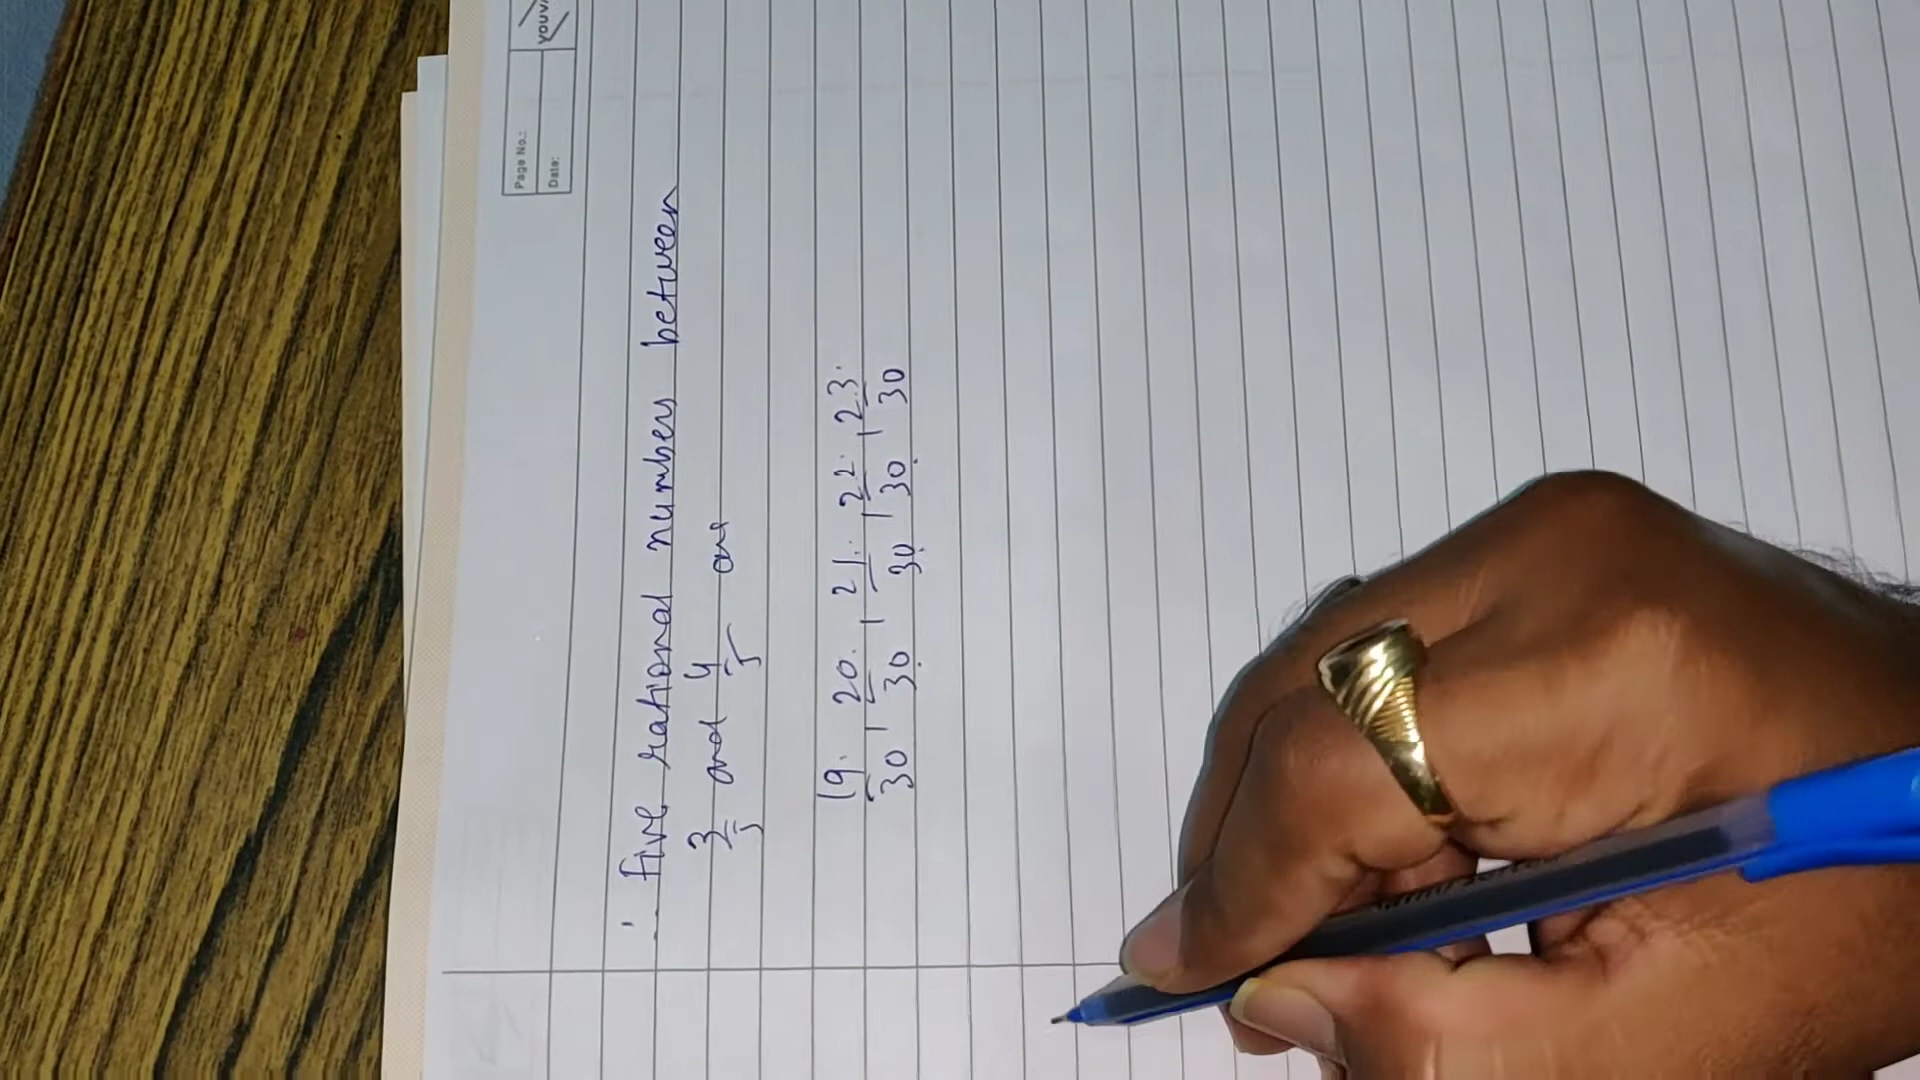 Page No.:
Date:
YOUVA
∴ five rational numbers between
3/5 and 4/5 are
19/30, 20/30, 21/30, 22/30, 23/30